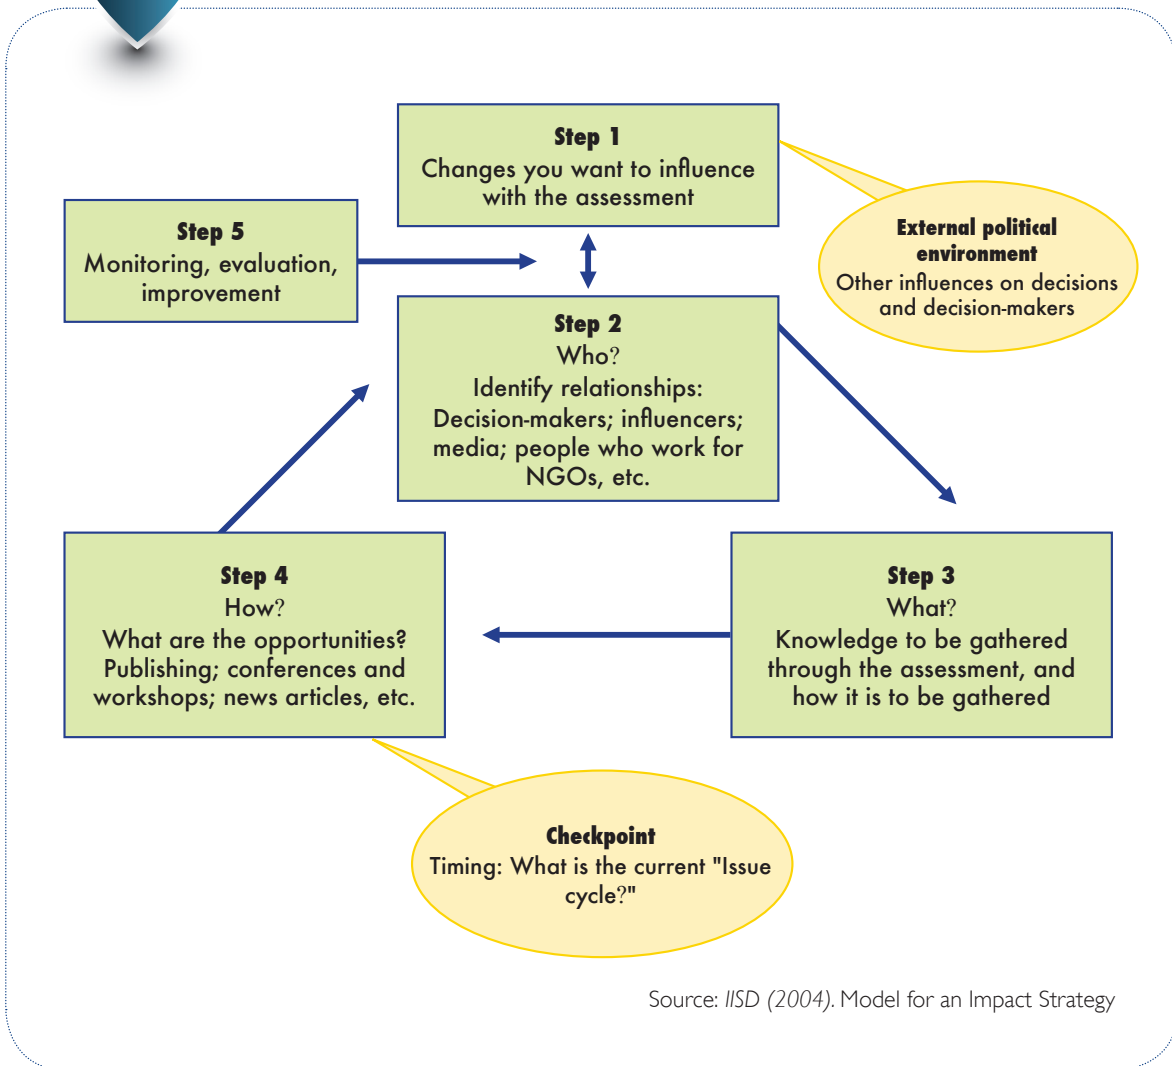 Step 1
Changes you want to influence
with the assessment
External political
environment
Other influences on decisions
and decision-makers
Step 5
Monitoring, evaluation,
improvement
Step 2
Who?
Identify relationships:
Decision-makers; influencers;
media; people who work for
NGOs, etc.
Step 3
What?
Knowledge to be gathered
through the assessment, and
how it is to be gathered
Step 4
How?
What are the opportunities?
Publishing; conferences and
workshops; news articles, etc.
Checkpoint
Timing: What is the current "Issue
cycle?"
Source: IISD (2004). Model for an Impact Strategy